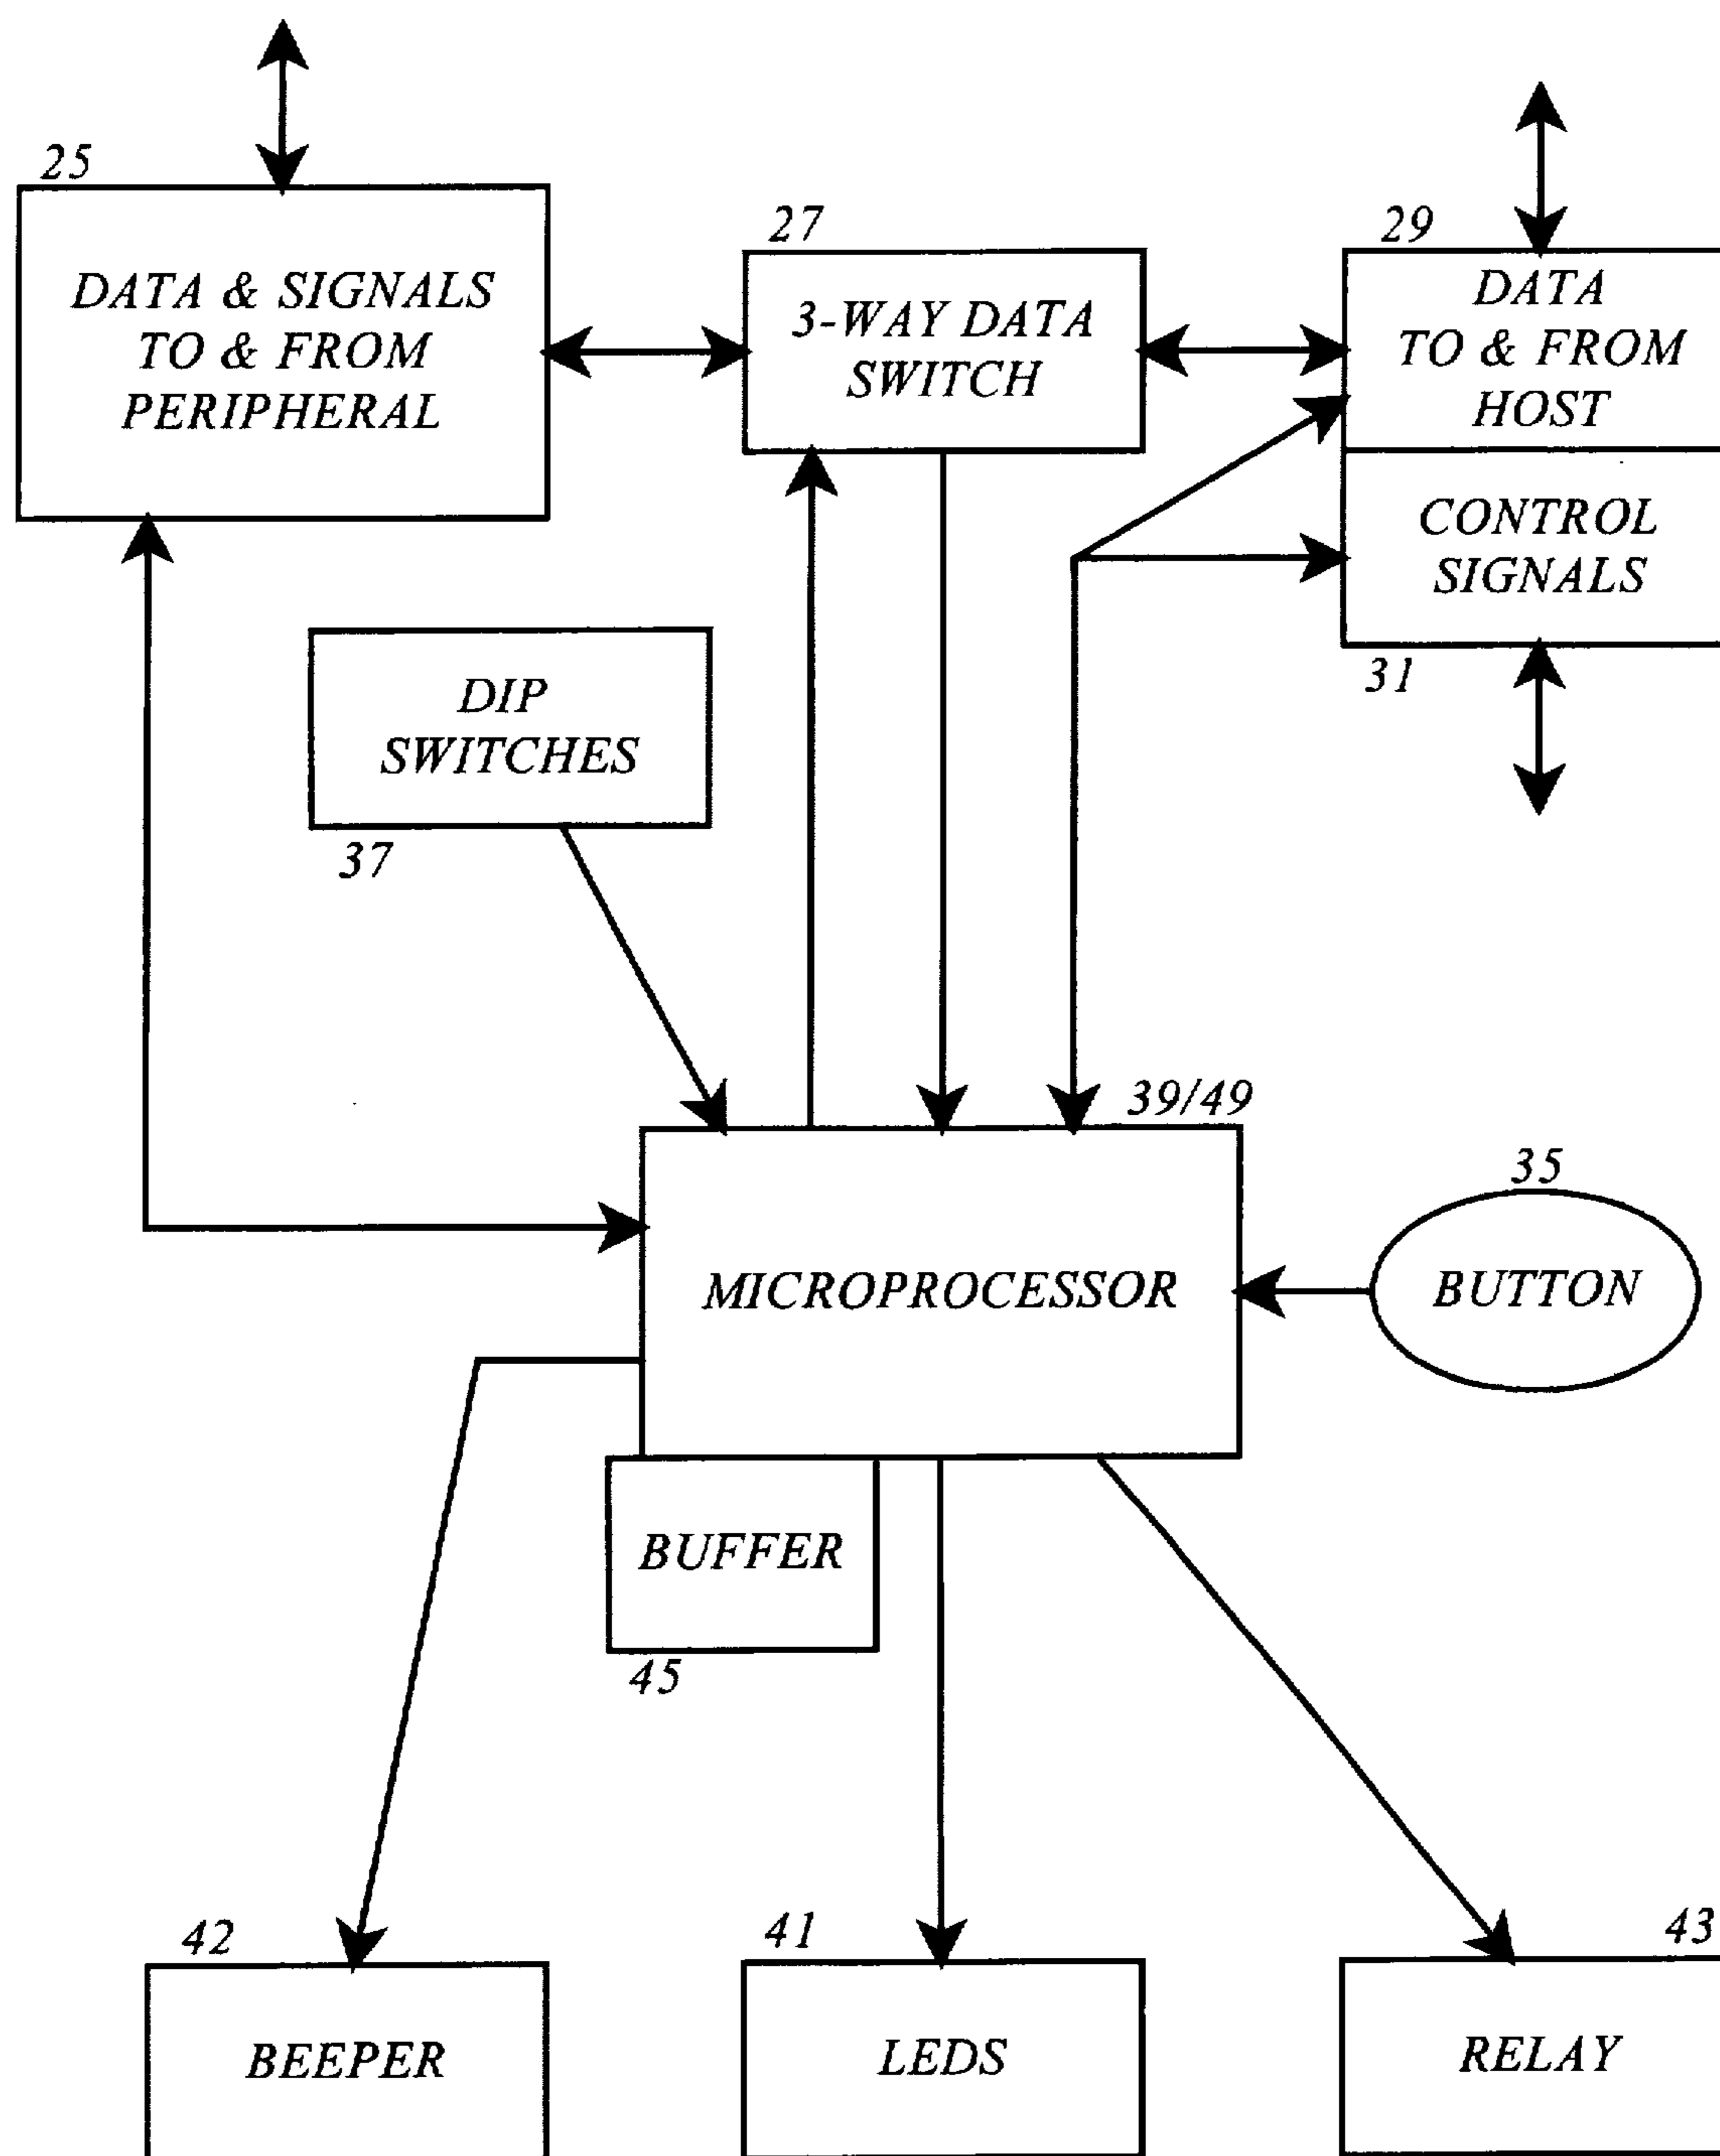 25
DATA & SIGNALS
TO & FROM
PERIPHERAL
27
3-WAY DATA
SWITCH
29
DATA
TO & FROM
HOST
CONTROL
SIGNALS
31
DIP
SWITCHES
37
39/49
MICROPROCESSOR
35
BUTTON
BUFFER
45
42
BEEPER
41
LEDS
43
RELAY